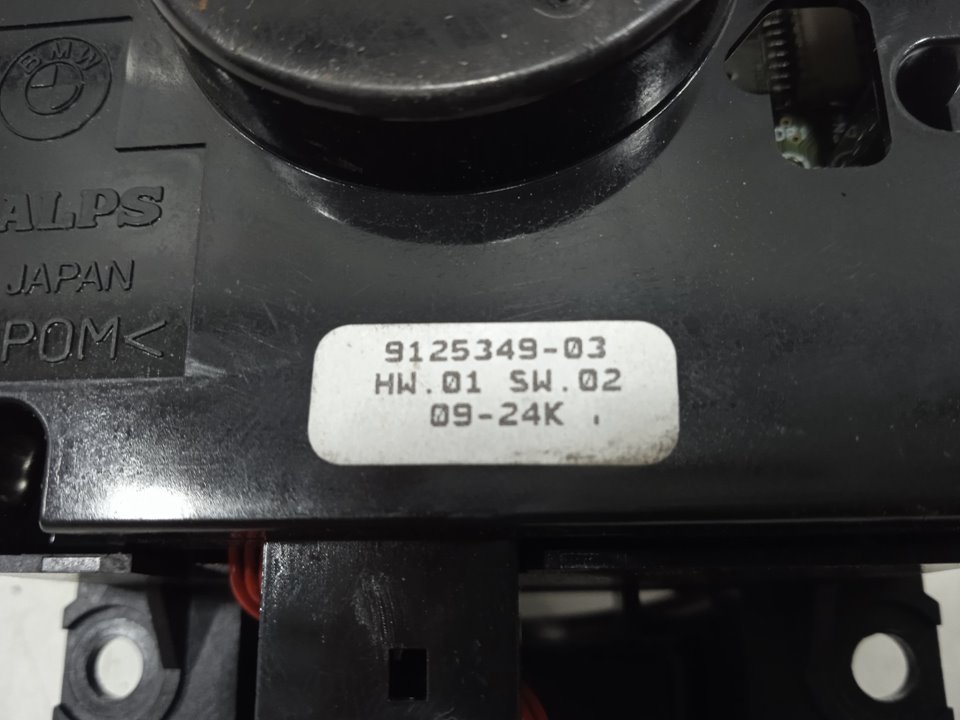 BMW
ALPS
JAPAN
POM<
9125349-03
HW.01 SW.02
09-24K